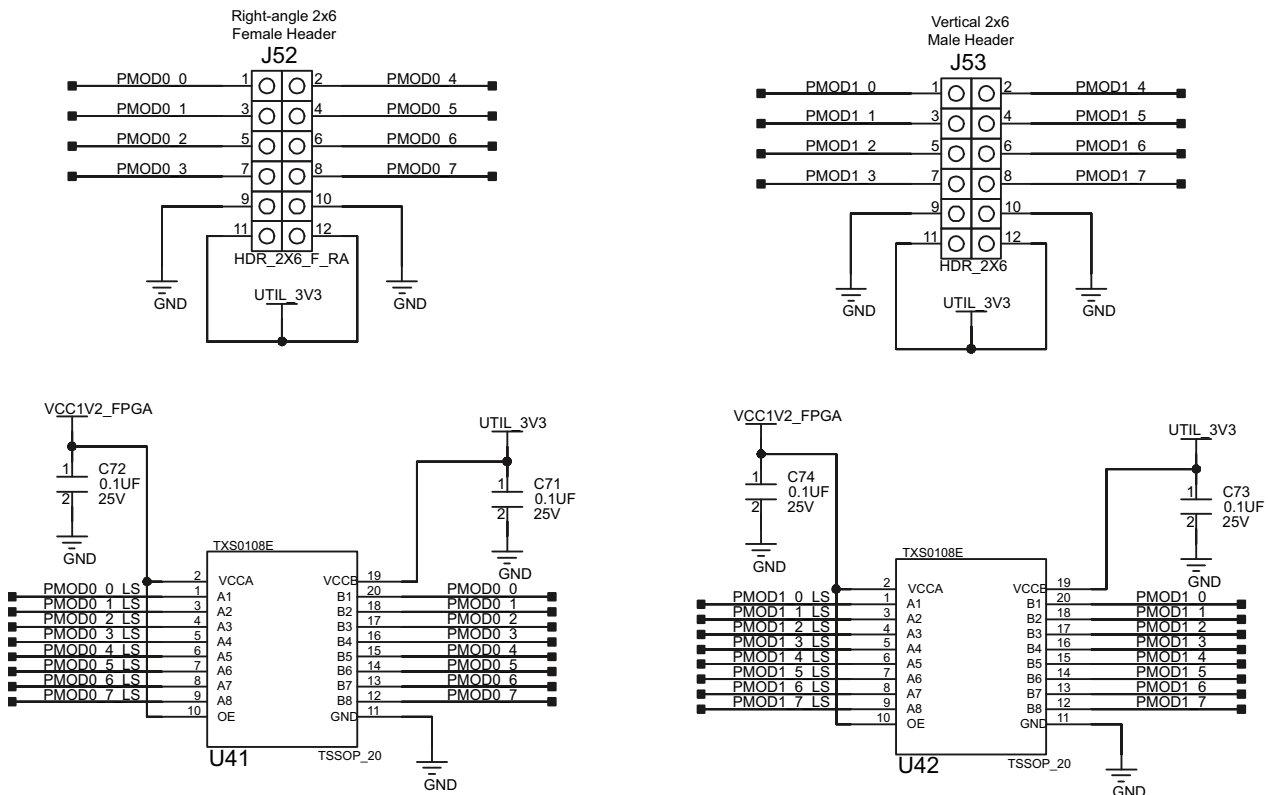 Right-angle 2x6
Female Header
J52
PMOD0_0 1 2 PMOD0_4
PMOD0_1 3 4 PMOD0_5
PMOD0_2 5 6 PMOD0_6
PMOD0_3 7 8 PMOD0_7
9 10
11 12
HDR_2X6_F_RA
GND
UTIL_3V3
GND
Vertical 2x6
Male Header
J53
PMOD1_0 1 2 PMOD1_4
PMOD1_1 3 4 PMOD1_5
PMOD1_2 5 6 PMOD1_6
PMOD1_3 7 8 PMOD1_7
9 10
11 12
HDR_2X6
GND
UTIL_3V3
GND
VCC1V2_FPGA
1
2
C72
0.1UF
25V
GND
UTIL_3V3
1
2
C71
0.1UF
25V
GND
TXS0108E
2 VCCA VCCB 19
PMOD0_0_LS 1 A1 B1 20 PMOD0_0
PMOD0_1_LS 3 A2 B2 18 PMOD0_1
PMOD0_2_LS 4 A3 B3 17 PMOD0_2
PMOD0_3_LS 5 A4 B4 16 PMOD0_3
PMOD0_4_LS 6 A5 B5 15 PMOD0_4
PMOD0_5_LS 7 A6 B6 14 PMOD0_5
PMOD0_6_LS 8 A7 B7 13 PMOD0_6
PMOD0_7_LS 9 A8 B8 12 PMOD0_7
10 OE GND 11
U41
TSSOP_20
GND
VCC1V2_FPGA
1
2
C74
0.1UF
25V
GND
UTIL_3V3
1
2
C73
0.1UF
25V
GND
TXS0108E
2 VCCA VCCB 19
PMOD1_0_LS 1 A1 B1 20 PMOD1_0
PMOD1_1_LS 3 A2 B2 18 PMOD1_1
PMOD1_2_LS 4 A3 B3 17 PMOD1_2
PMOD1_3_LS 5 A4 B4 16 PMOD1_3
PMOD1_4_LS 6 A5 B5 15 PMOD1_4
PMOD1_5_LS 7 A6 B6 14 PMOD1_5
PMOD1_6_LS 8 A7 B7 13 PMOD1_6
PMOD1_7_LS 9 A8 B8 12 PMOD1_7
10 OE GND 11
U42
TSSOP_20
GND